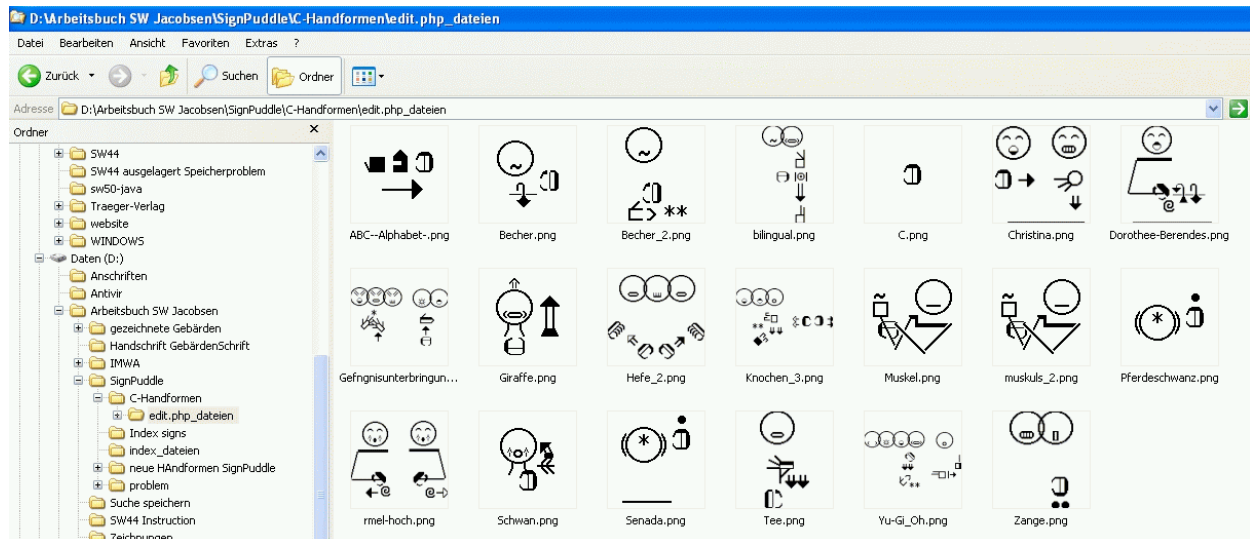 D:\Arbeitsbuch SW Jacobsen\SignPuddle\C-Handformen\edit.php_dateien
Datei Bearbeiten Ansicht Favoriten Extras ?
Zurück Suchen Ordner
Adresse D:\Arbeitsbuch SW Jacobsen\SignPuddle\C-Handformen\edit.php_dateien
Ordner
SW44
SW44 ausgelagert Speicherproblem
sw50-java
Traeger-Verlag
website
WINDOWS
Daten (D:)
Anschriften
Antivir
Arbeitsbuch SW Jacobsen
gezeichnete Gebärden
Handschrift GebärdenSchrift
IMWA
SignPuddle
C-Handformen
edit.php_dateien
Index signs
index_dateien
neue HAndformen SignPuddle
problem
Suche speichern
SW44 Instruction
Zeichnungen
ABC--Alphabet-.png Becher.png Becher_2.png bilingual.png C.png Christina.png Dorothee-Berendes.png
Gefngnisunterbringun... Giraffe.png Hefe_2.png Knochen_3.png Muskel.png muskuls_2.png Pferdeschwanz.png
rmel-hoch.png Schwan.png Senada.png Tee.png Yu-Gi_Oh.png Zange.png